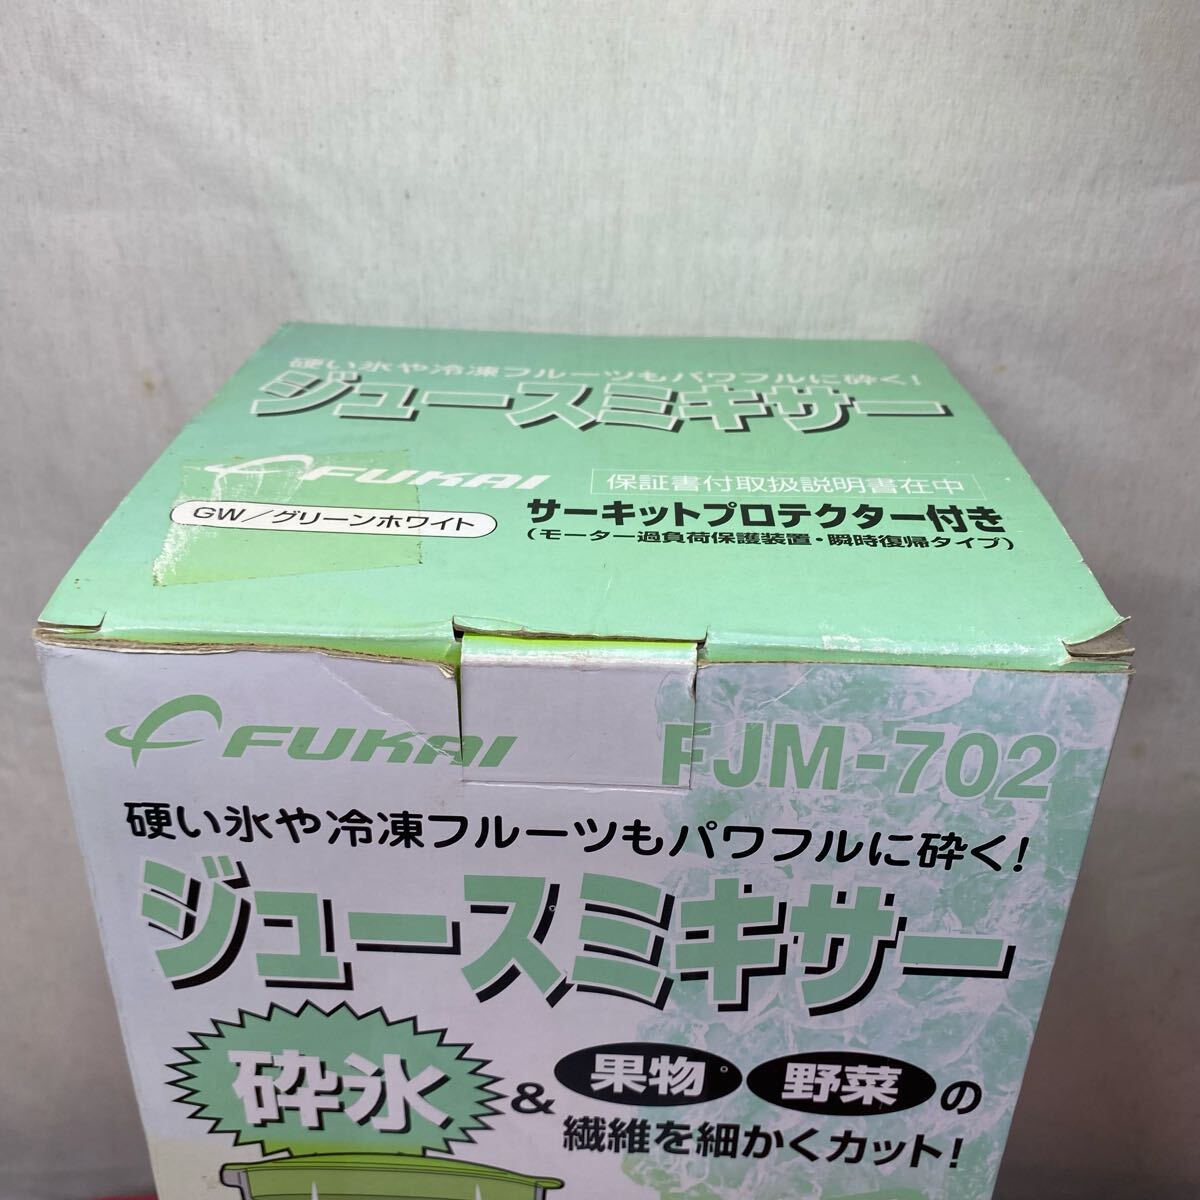 硬い氷や冷凍フルーツもパワフルに砕く!
ジュースミキサー
FUKAI
保証書付取扱説明書在中
GW／グリーンホワイト
サーキットプロテクター付き
(モーター過負荷保護装置・瞬時復帰タイプ)
FUKAI
FJM-702
硬い氷や冷凍フルーツもパワフルに砕く!
ジュースミキサー
砕氷
&
果物
野菜の
繊維を細かくカット!